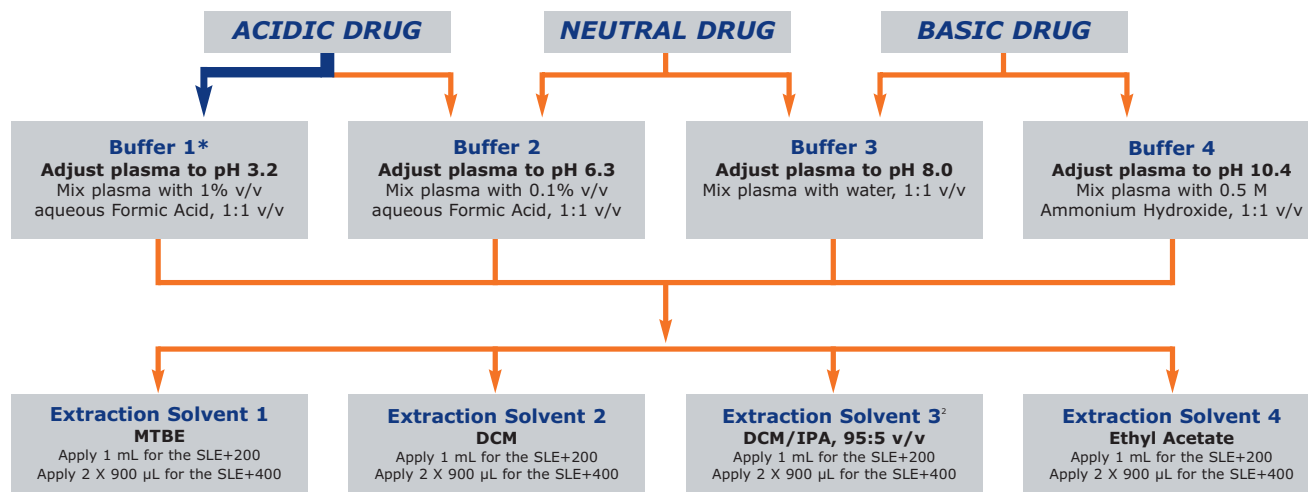 ACIDIC DRUG
NEUTRAL DRUG
BASIC DRUG
Buffer 1*
Adjust plasma to pH 3.2
Mix plasma with 1% v/v
aqueous Formic Acid, 1:1 v/v
Buffer 2
Adjust plasma to pH 6.3
Mix plasma with 0.1% v/v
aqueous Formic Acid, 1:1 v/v
Buffer 3
Adjust plasma to pH 8.0
Mix plasma with water, 1:1 v/v
Buffer 4
Adjust plasma to pH 10.4
Mix plasma with 0.5 M
Ammonium Hydroxide, 1:1 v/v
Extraction Solvent 1
MTBE
Apply 1 mL for the SLE+200
Apply 2 X 900 µL for the SLE+400
Extraction Solvent 2
DCM
Apply 1 mL for the SLE+200
Apply 2 X 900 µL for the SLE+400
Extraction Solvent 3²
DCM/IPA, 95:5 v/v
Apply 1 mL for the SLE+200
Apply 2 X 900 µL for the SLE+400
Extraction Solvent 4
Ethyl Acetate
Apply 1 mL for the SLE+200
Apply 2 X 900 µL for the SLE+400